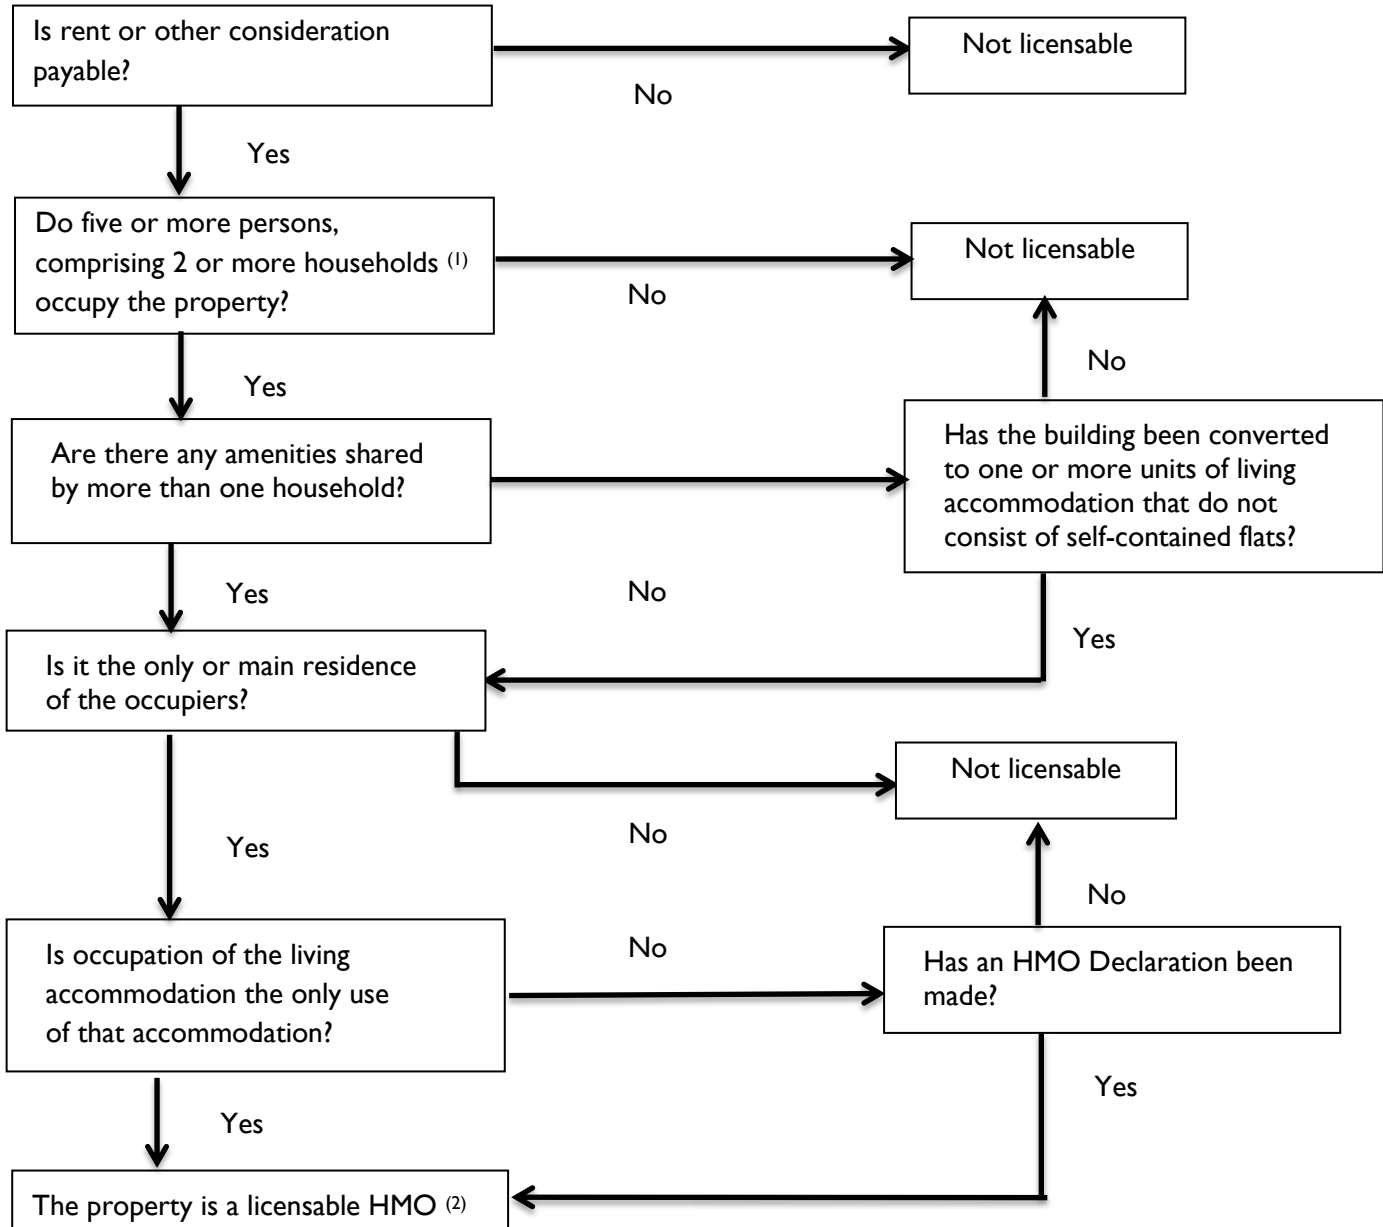 Is rent or other consideration
payable?
Not licensable
No
Yes
Do five or more persons,
comprising 2 or more households (1)
occupy the property?
Not licensable
No
No
Yes
Are there any amenities shared
by more than one household?
Has the building been converted
to one or more units of living
accommodation that do not
consist of self-contained flats?
Yes
No
Yes
Is it the only or main residence
of the occupiers?
Not licensable
No
Yes
No
Is occupation of the living
accommodation the only use
of that accommodation?
No
Has an HMO Declaration been
made?
Yes
Yes
The property is a licensable HMO (2)